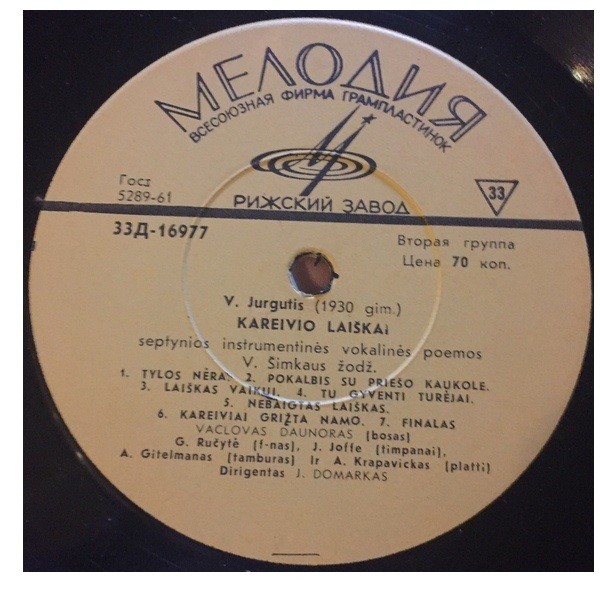 МЕЛОДИЯ
ВСЕСОЮЗНАЯ ФИРМА ГРАМПЛАСТИНОК
Гост
5289-61
РИЖСКИЙ ЗАВОД
33
33Д-16977
Вторая группа
Цена 70 коп.
V. Jurgutis (1930 gim.)
KAREIVIO LAIŠKAI
septynios instrumentinės vokalinės poemos
V. Šimkaus žodž.
1. TYLOS NĖRA. 2. POKALBIS SU PRIEŠO KAUKOLE.
3. LAIŠKAS VAIKUI. 4. TU GYVENTI TURĖJAI.
5. NEBAIGTAS LAIŠKAS.
6. KAREIVIAI GRĮŽTA NAMO. 7. FINALAS
VACLOVAS DAUNORAS (bosas)
G. Ručytė (f-nas), J. Joffe (timpanai),
A. Gitelmanas (tamburas) Ir A. Krapavickas (platti)
Dirigentas J. DOMARKAS